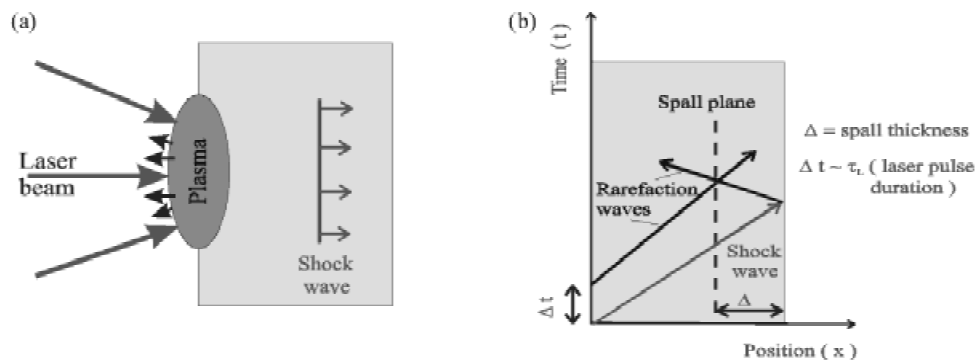 (a)
Laser
beam
Plasma
Shock
wave
(b)
Time ( t )
Spall plane
Rarefaction
waves
Shock
wave
Δ
Δ t
Position ( x )
Δ = spall thickness
Δ t ~ τL ( laser pulse
duration )